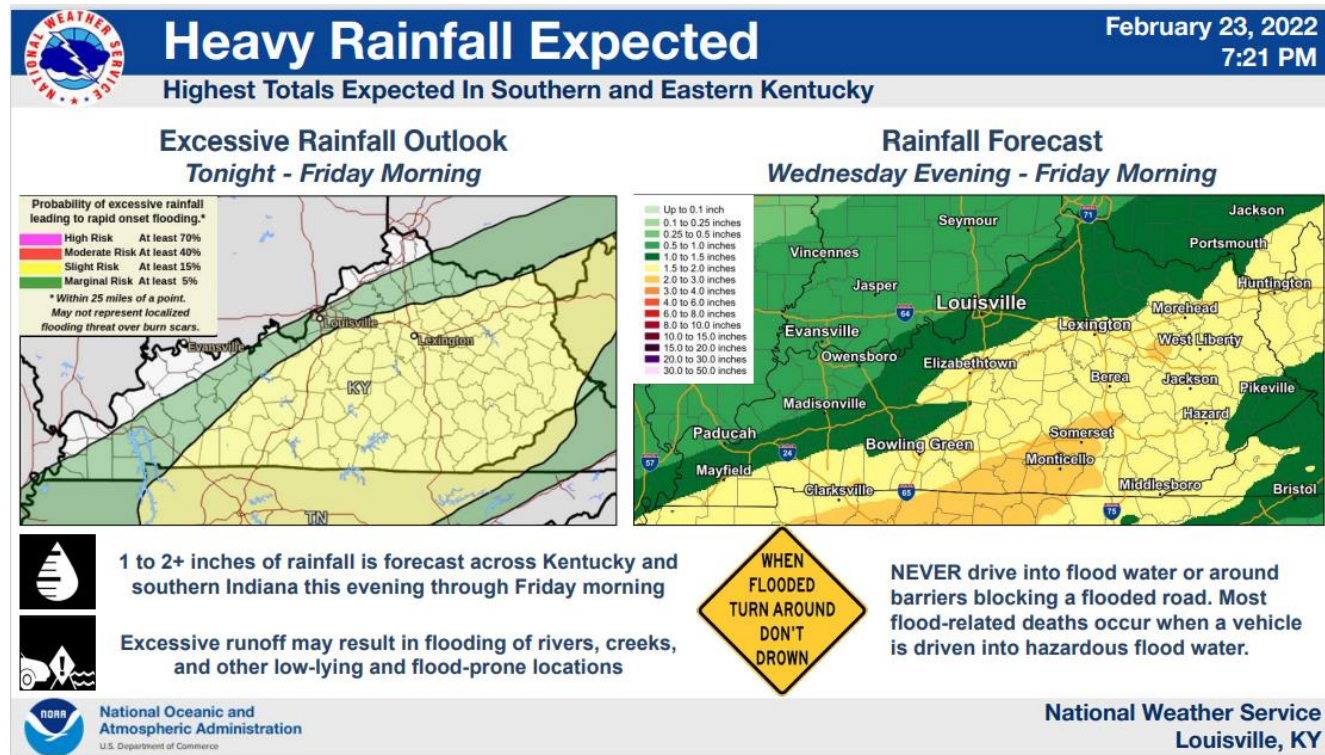 NATIONAL WEATHER SERVICE
Heavy Rainfall Expected
February 23, 2022
7:21 PM
Highest Totals Expected In Southern and Eastern Kentucky
Excessive Rainfall Outlook
Tonight - Friday Morning
Probability of excessive rainfall
leading to rapid onset flooding.*
High Risk At least 70%
Moderate Risk At least 40%
Slight Risk At least 15%
Marginal Risk At least 5%
* Within 25 miles of a point.
May not represent localized
flooding threat over burn scars.
Louisville
Evansville
Lexington
KY
TN
Rainfall Forecast
Wednesday Evening - Friday Morning
Up to 0.1 inch
0.1 to 0.25 inches
0.25 to 0.5 inches
0.5 to 1.0 inches
1.0 to 1.5 inches
1.5 to 2.0 inches
2.0 to 3.0 inches
3.0 to 4.0 inches
4.0 to 6.0 inches
6.0 to 8.0 inches
8.0 to 10.0 inches
10.0 to 15.0 inches
15.0 to 20.0 inches
20.0 to 30.0 inches
30.0 to 50.0 inches
71
Jackson
Seymour
Portsmouth
Vincennes
Huntington
Jasper
Louisville
Morehead
64
Lexington
Evansville
West Liberty
Owensboro
Elizabethtown
Berea
Jackson
Pikeville
Madisonville
Hazard
Paducah
Somerset
Bowling Green
57
24
Monticello
Mayfield
Clarksville
65
Middlesboro
Bristol
75
1 to 2+ inches of rainfall is forecast across Kentucky and
southern Indiana this evening through Friday morning
Excessive runoff may result in flooding of rivers, creeks,
and other low-lying and flood-prone locations
WHEN
FLOODED
TURN AROUND
DON'T
DROWN
NEVER drive into flood water or around
barriers blocking a flooded road. Most
flood-related deaths occur when a vehicle
is driven into hazardous flood water.
NOAA
National Oceanic and
Atmospheric Administration
U.S. Department of Commerce
National Weather Service
Louisville, KY